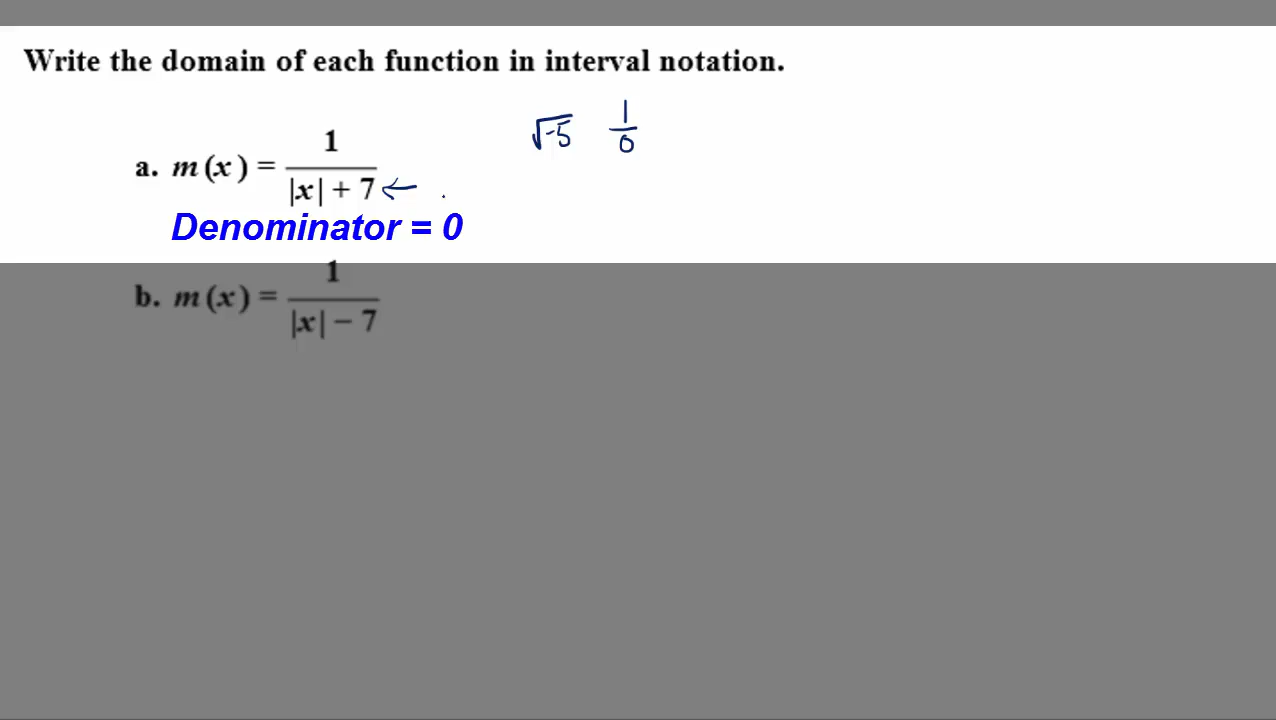 Write the domain of each function in interval notation.
√-5 1/0
a. m(x) = 1/(|x| + 7) ←
Denominator = 0
b. m(x) = 1/(|x| − 7)